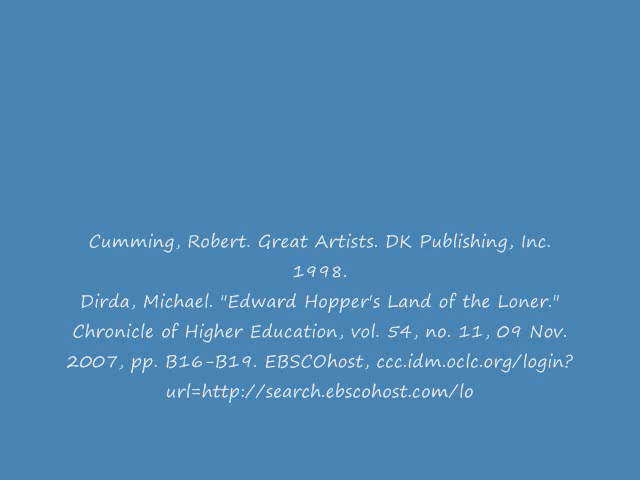 Cumming, Robert. Great Artists. DK Publishing, Inc.
1998.
Dirda, Michael. "Edward Hopper's Land of the Loner."
Chronicle of Higher Education, vol. 54, no. 11, 09 Nov.
2007, pp. B16-B19. EBSCOhost, ccc.idm.oclc.org/login?
url=http://search.ebscohost.com/lo